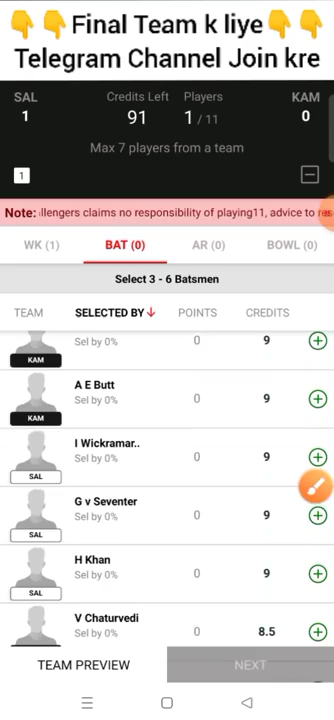 👇👇Final Team k liye👇👇
Telegram Channel Join kre
SAL Credits Left Players KAM
1 91 1 / 11 0
Max 7 players from a team
1
Note: allengers claims no responsibility of playing11, advice to
WK (1) BAT (0) AR (0) BOWL (0)
Select 3 - 6 Batsmen
TEAM SELECTED BY POINTS CREDITS
Sel by 0% 0 9
KAM
A E Butt
Sel by 0% 0 9
KAM
I Wickramar..
Sel by 0% 0 9
SAL
G v Seventer
Sel by 0% 0 9
SAL
H Khan
Sel by 0% 0 9
SAL
V Chaturvedi
Sel by 0% 0 8.5
TEAM PREVIEW NEXT